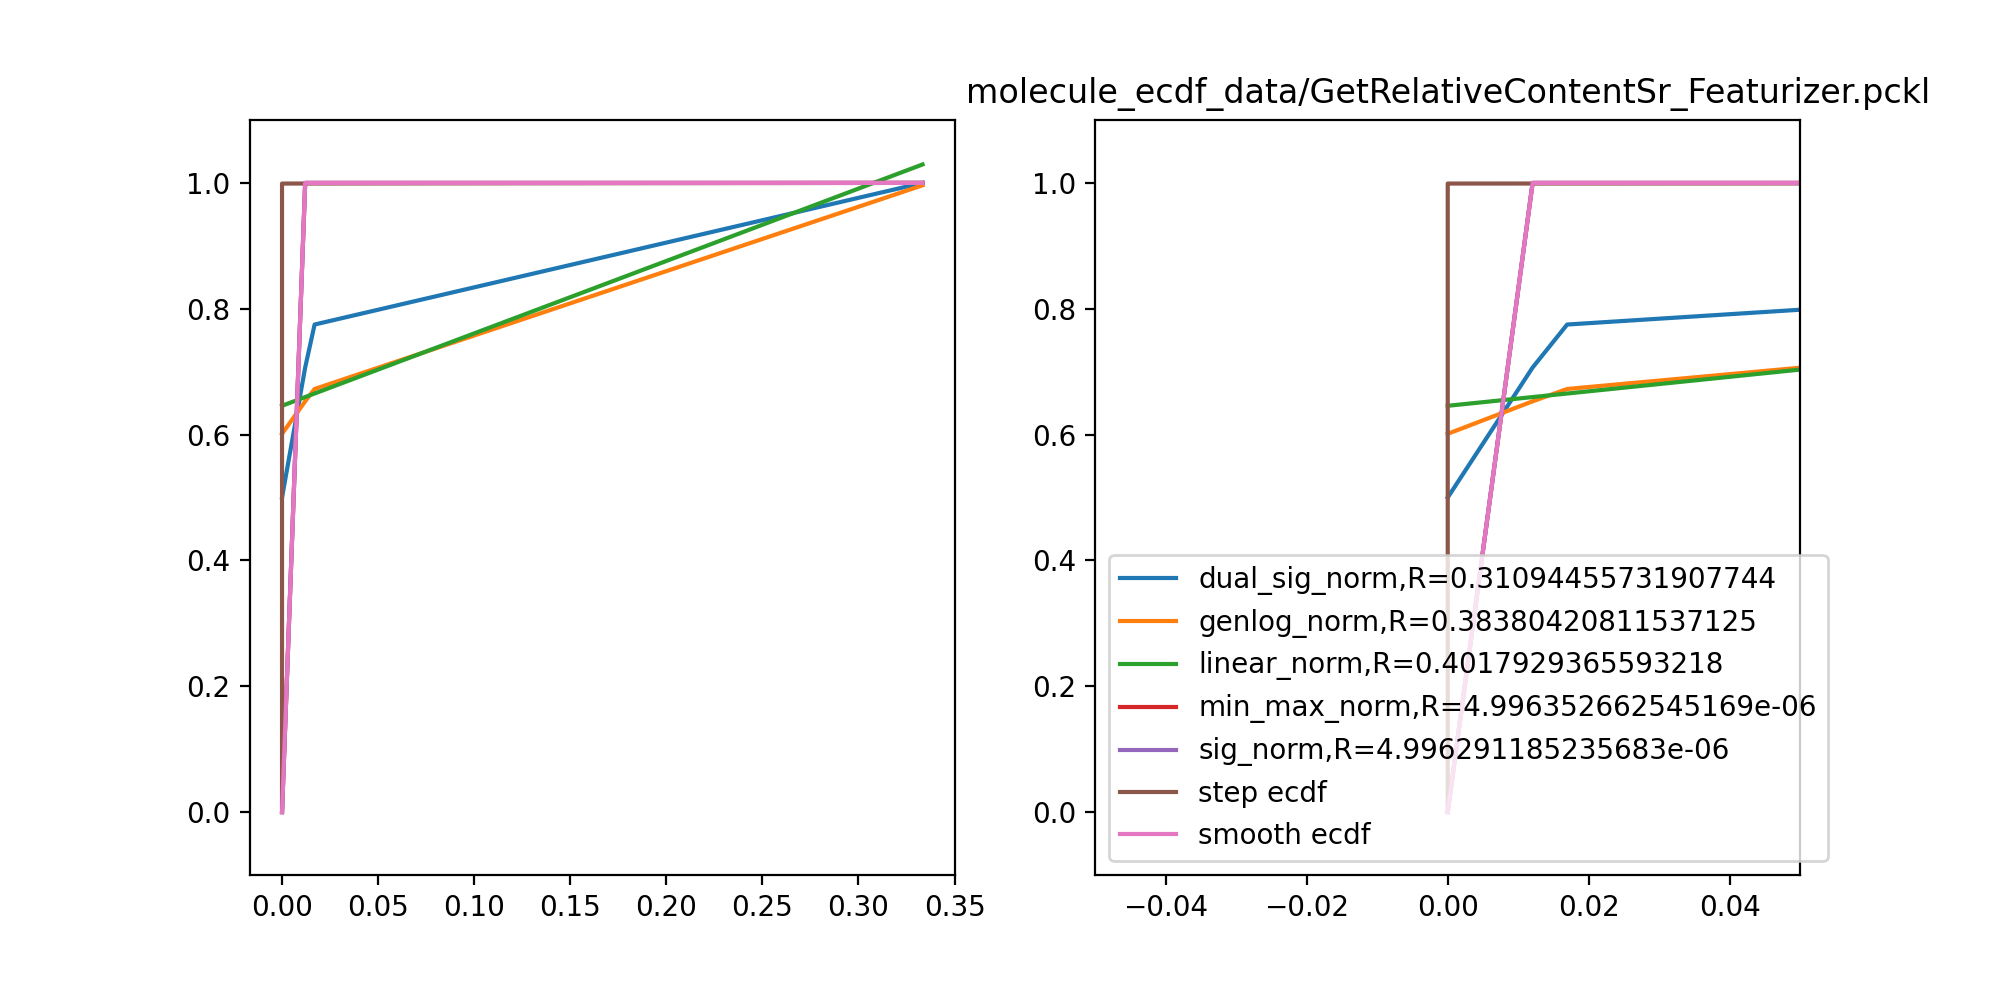 molecule_ecdf_data/GetRelativeContentSr_Featurizer.pckl
1.0
0.8
0.6
0.4
0.2
0.0
0.00 0.05 0.10 0.15 0.20 0.25 0.30 0.35
1.0
0.8
0.6
0.4
0.2
0.0
−0.04 −0.02 0.00 0.02 0.04
dual_sig_norm,R=0.31094455731907744
genlog_norm,R=0.38380420811537125
linear_norm,R=0.4017929365593218
min_max_norm,R=4.996352662545169e-06
sig_norm,R=4.996291185235683e-06
step ecdf
smooth ecdf